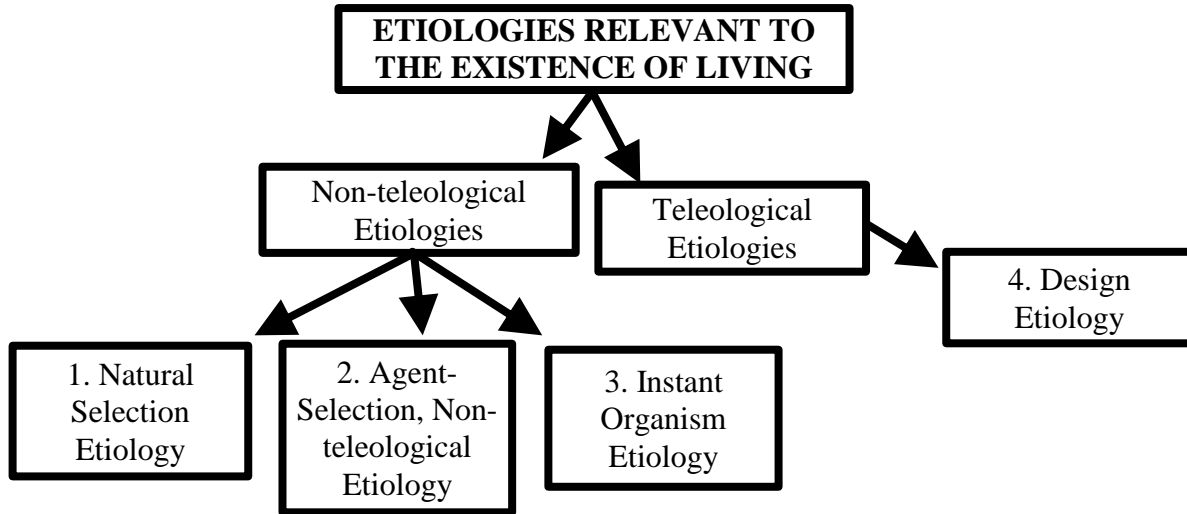 ETIOLOGIES RELEVANT TO
THE EXISTENCE OF LIVING
Non-teleological
Etiologies
Teleological
Etiologies
4. Design
Etiology
1. Natural
Selection
Etiology
2. Agent-
Selection, Non-
teleological
Etiology
3. Instant
Organism
Etiology